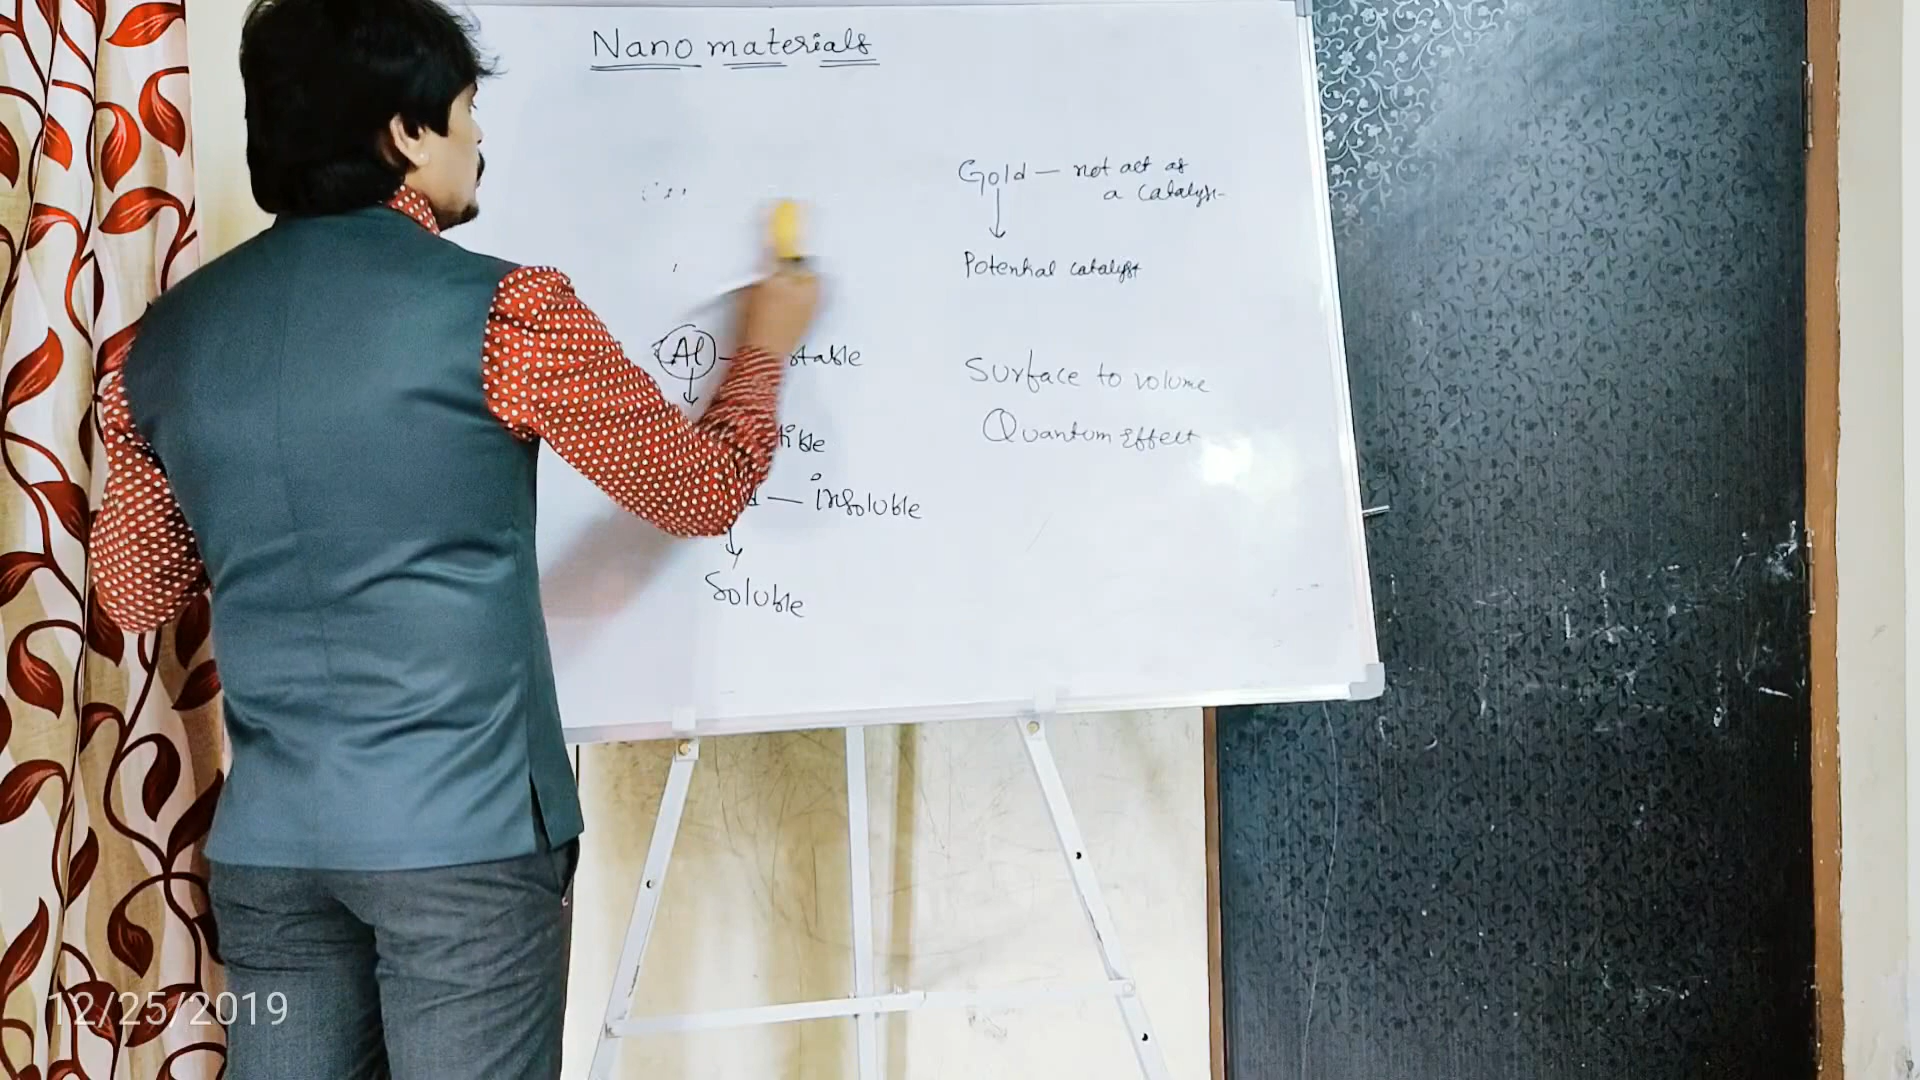 Nano materials
Al — stable
insoluble
Soluble
Gold — not act as
a catalyst
Potential catalyst
Surface to volume
Quantum Effect
12/25/2019